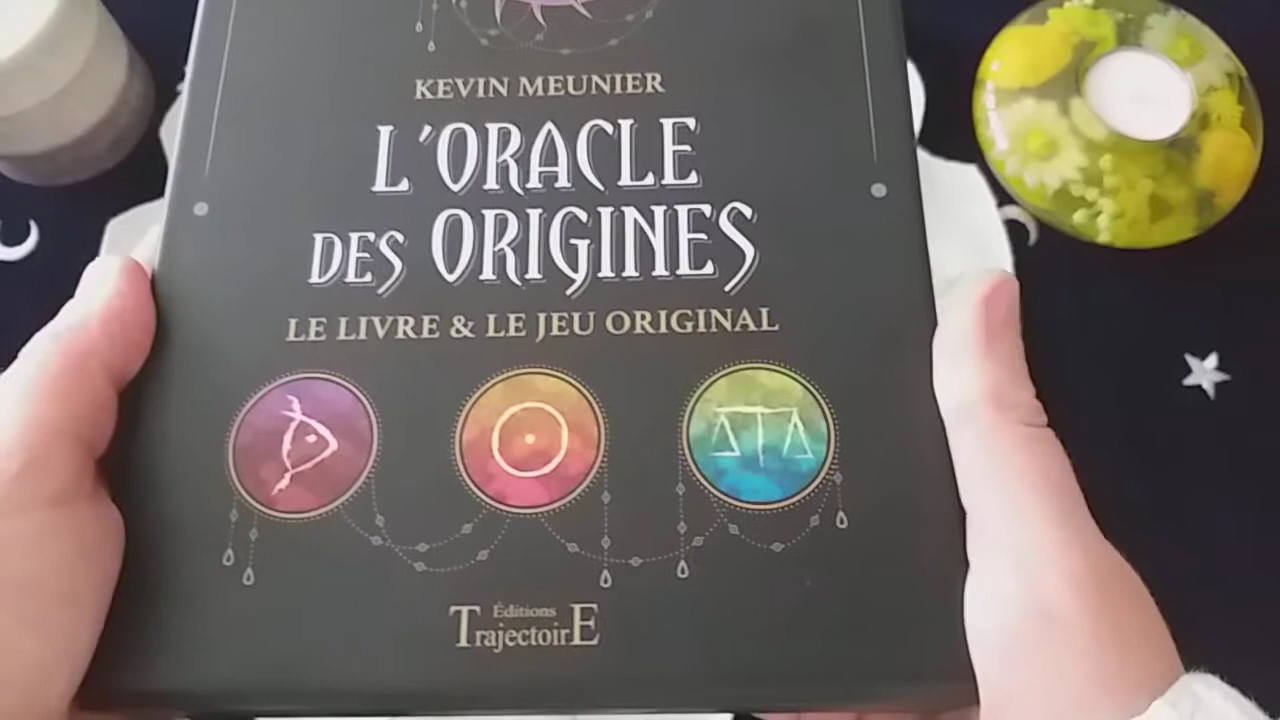 KEVIN MEUNIER
L'ORACLE
DES ORIGINES
LE LIVRE & LE JEU ORIGINAL
Éditions
TrajectoirE